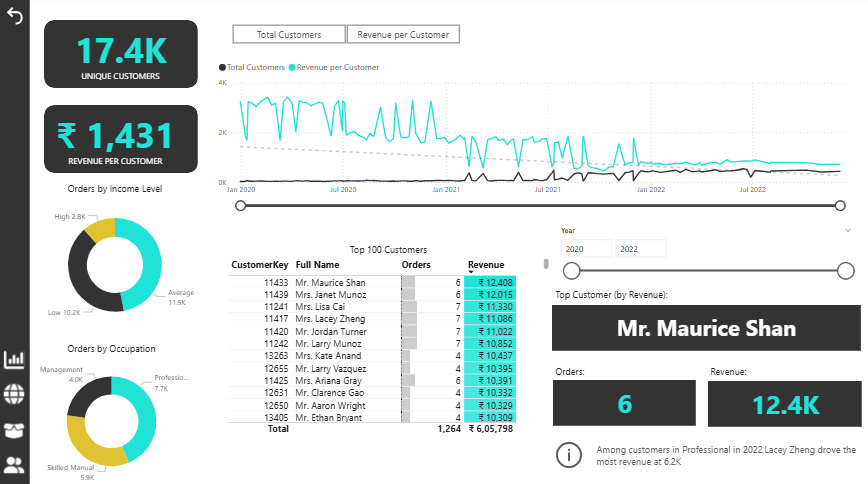 17.4K
UNIQUE CUSTOMERS
₹ 1,431
REVENUE PER CUSTOMER
Total Customers
Revenue per Customer
Total Customers Revenue per Customer
4K
2K
0K
Jan 2020 Jul 2020 Jan 2021 Jul 2021 Jan 2022 Jul 2022
Orders by Income Level
High 2.8K
Average
11.5K
Low 10.2K
Orders by Occupation
Management
4.0K
Professio...
7.7K
Skilled Manual
5.9K
Top 100 Customers
CustomerKey Full Name Orders Revenue
11433 Mr. Maurice Shan 6 ₹ 12,408
11439 Mrs. Janet Munoz 6 ₹ 12,015
11241 Mrs. Lisa Cai 7 ₹ 11,330
11417 Mrs. Lacey Zheng 7 ₹ 11,086
11420 Mr. Jordan Turner 7 ₹ 11,022
11242 Mr. Larry Munoz 7 ₹ 10,852
13263 Mrs. Kate Anand 4 ₹ 10,437
12655 Mr. Larry Vazquez 4 ₹ 10,395
11425 Mrs. Ariana Gray 6 ₹ 10,391
12631 Mr. Clarence Gao 4 ₹ 10,332
12650 Mr. Aaron Wright 4 ₹ 10,329
13405 Mr. Ethan Bryant 4 ₹ 10,309
Total 1,264 ₹ 6,05,798
Year
2020 2022
Top Customer (by Revenue):
Mr. Maurice Shan
Orders:
6
Revenue:
12.4K
Among customers in Professional in 2022,Lacey Zheng drove the
most revenue at 6.2K